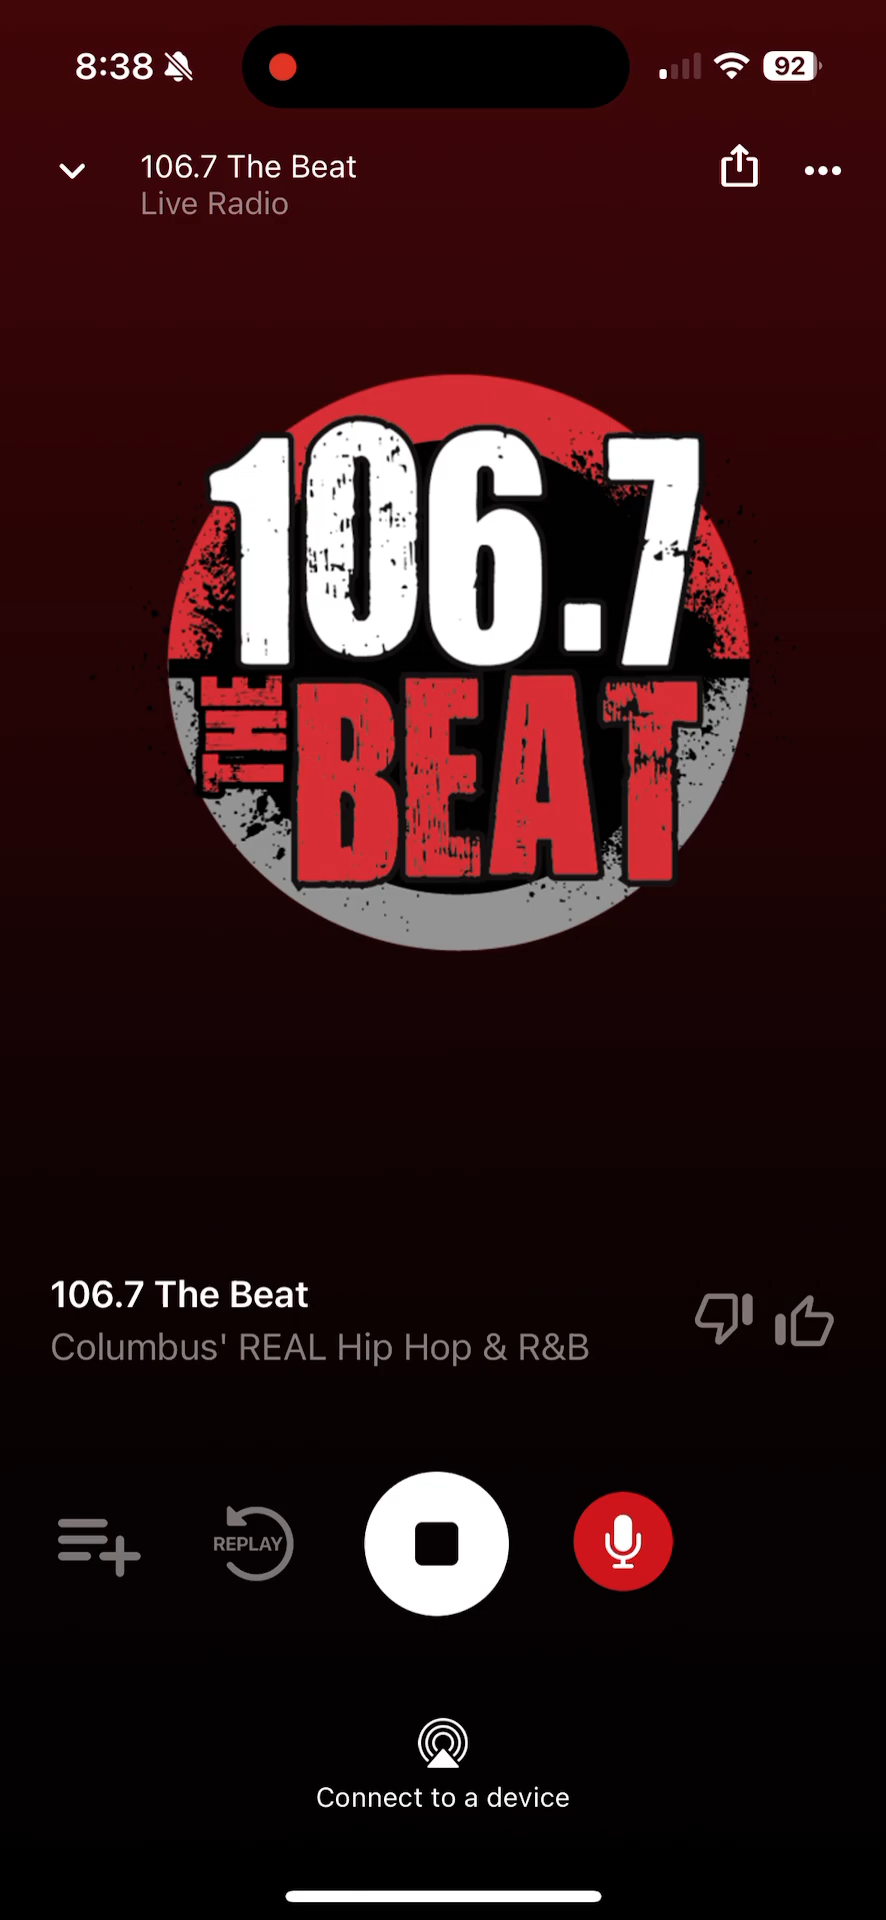 8:38
92
106.7 The Beat
Live Radio
106.7
THE BEAT
106.7 The Beat
Columbus' REAL Hip Hop & R&B
REPLAY
Connect to a device